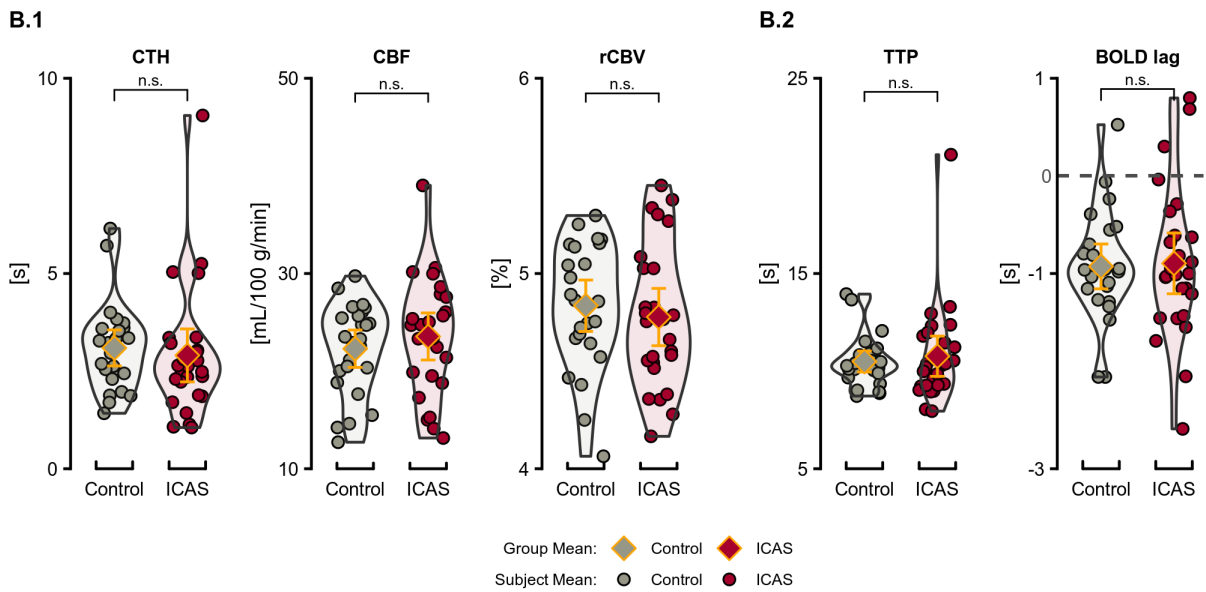 B.1 B.2
CTH CBF rCBV TTP BOLD lag
10 n.s. 50 n.s. 6 n.s. 25 n.s. 1 n.s.
0
[s] 5 [mL/100 g/min] 30 [%] 5 [s] 15 [s] -1
0 10 4 5 -3
Control ICAS Control ICAS Control ICAS Control ICAS Control ICAS
Group Mean: Control ICAS
Subject Mean: Control ICAS